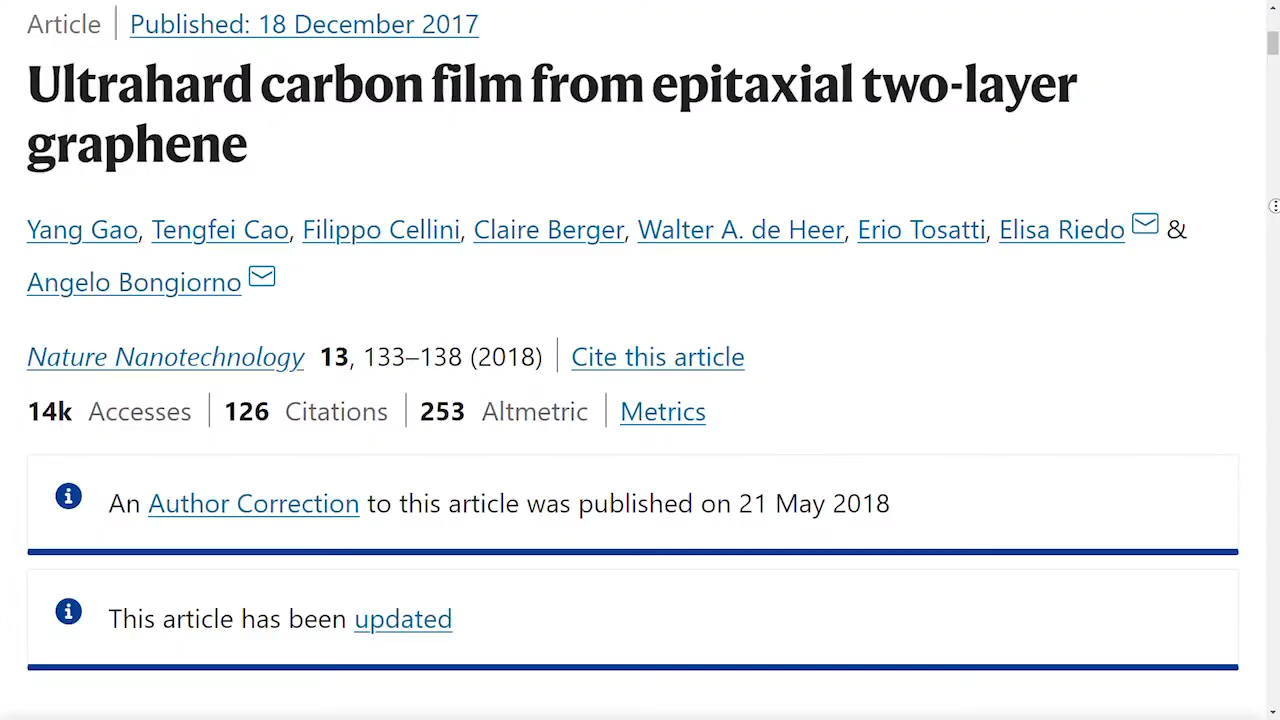 Article | Published: 18 December 2017
Ultrahard carbon film from epitaxial two-layer
graphene
Yang Gao, Tengfei Cao, Filippo Cellini, Claire Berger, Walter A. de Heer, Erio Tosatti, Elisa Riedo &
Angelo Bongiorno
Nature Nanotechnology 13, 133–138 (2018) | Cite this article
14k Accesses | 126 Citations | 253 Altmetric | Metrics
An Author Correction to this article was published on 21 May 2018
This article has been updated